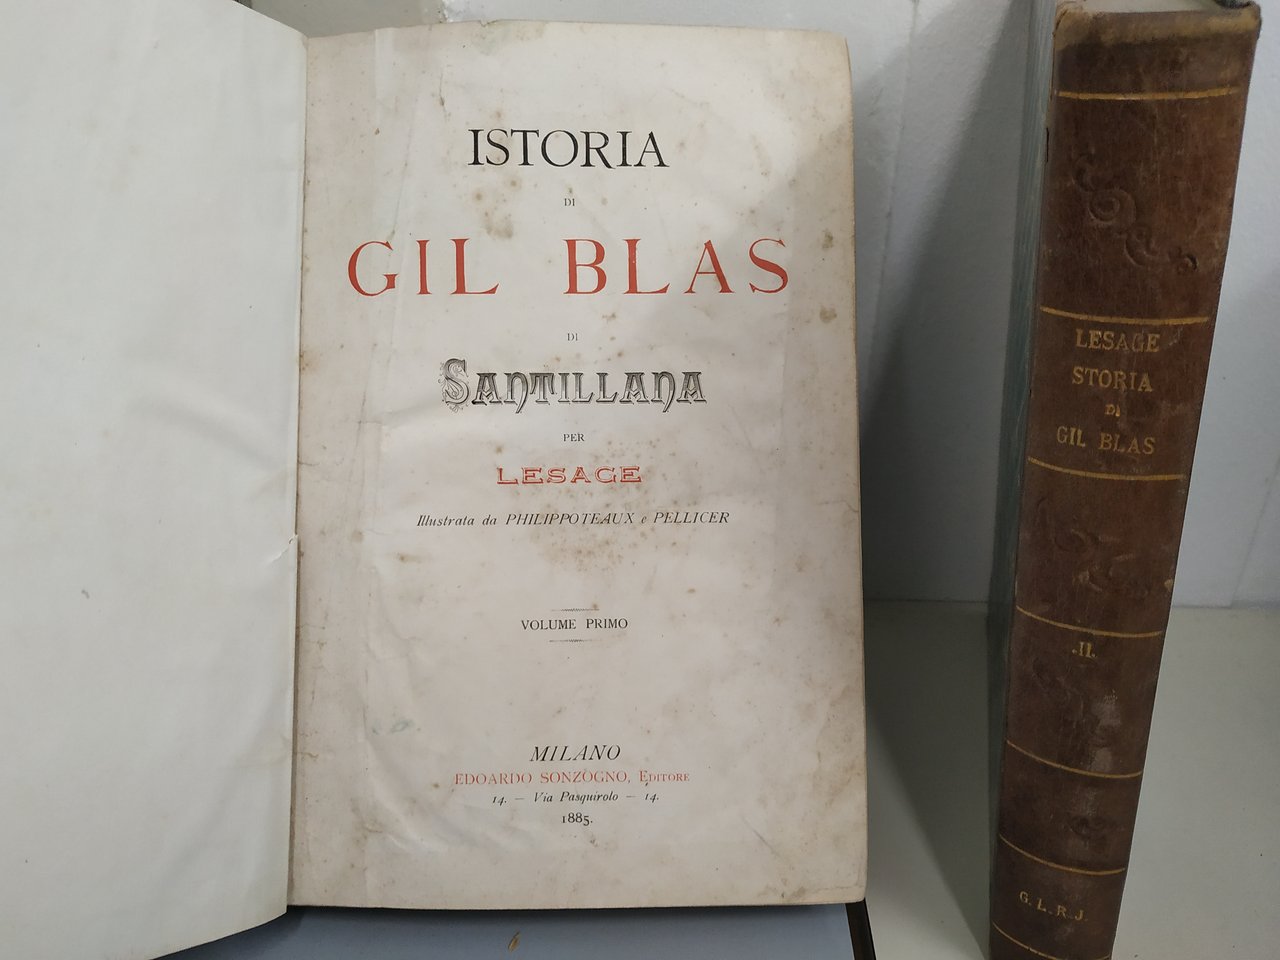 ISTORIA
DI
GIL BLAS
DI
SANTILLANA
PER
LESAGE
Illustrata da PHILIPPOTEAUX e PELLICER
VOLUME PRIMO
MILANO
EDOARDO SONZOGNO, EDITORE
14. — Via Pasquirolo — 14.
1885.
LESAGE
STORIA
DI
GIL BLAS
.II.
G. L. R. J.